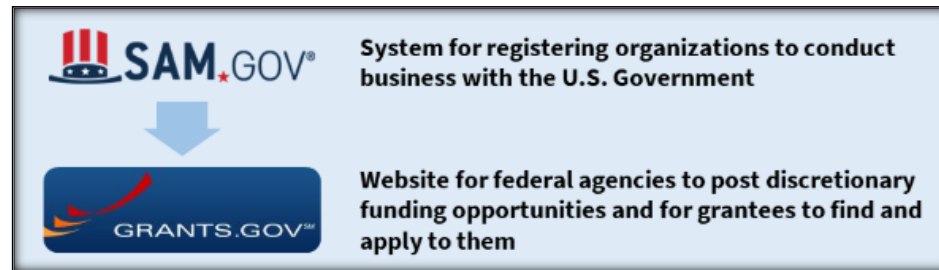 SAM.GOV®
System for registering organizations to conduct
business with the U.S. Government
GRANTS.GOV℠
Website for federal agencies to post discretionary
funding opportunities and for grantees to find and
apply to them